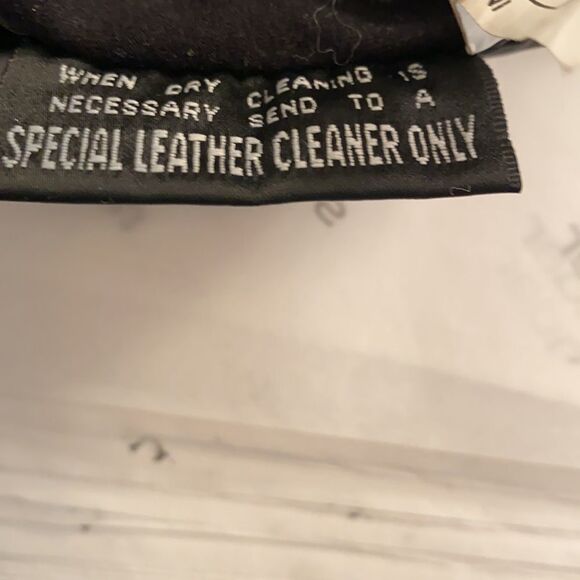 WHEN DRY CLEANING IS
NECESSARY SEND TO A
SPECIAL LEATHER CLEANER ONLY